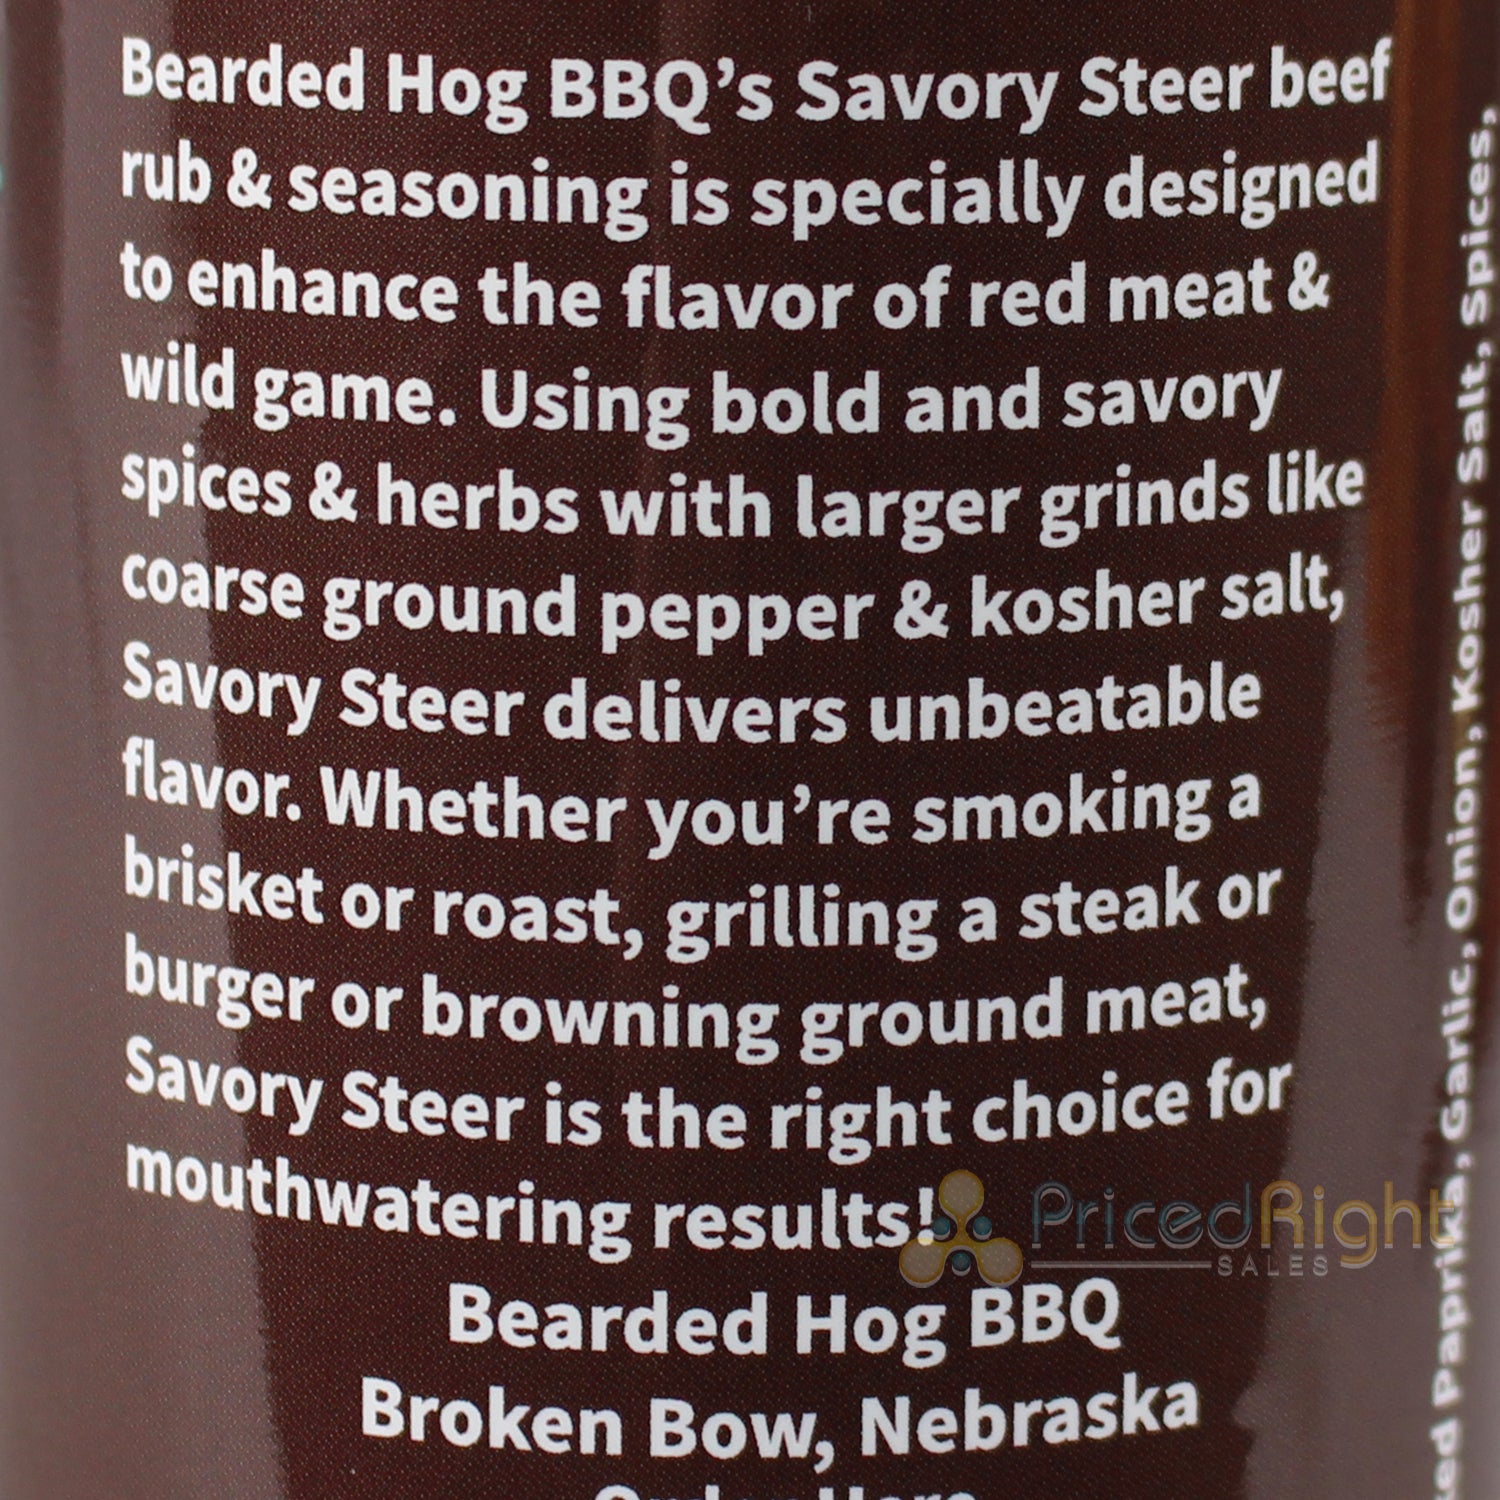 Bearded Hog BBQ’s Savory Steer beef
rub & seasoning is specially designed
to enhance the flavor of red meat &
wild game. Using bold and savory
spices & herbs with larger grinds like
coarse ground pepper & kosher salt,
Savory Steer delivers unbeatable
flavor. Whether you’re smoking a
brisket or roast, grilling a steak or
burger or browning ground meat,
Savory Steer is the right choice for
mouthwatering results!
Bearded Hog BBQ
Broken Bow, Nebraska
Paprika, Garlic, Onion, Kosher Salt, Spices,
PricedRight
SALES